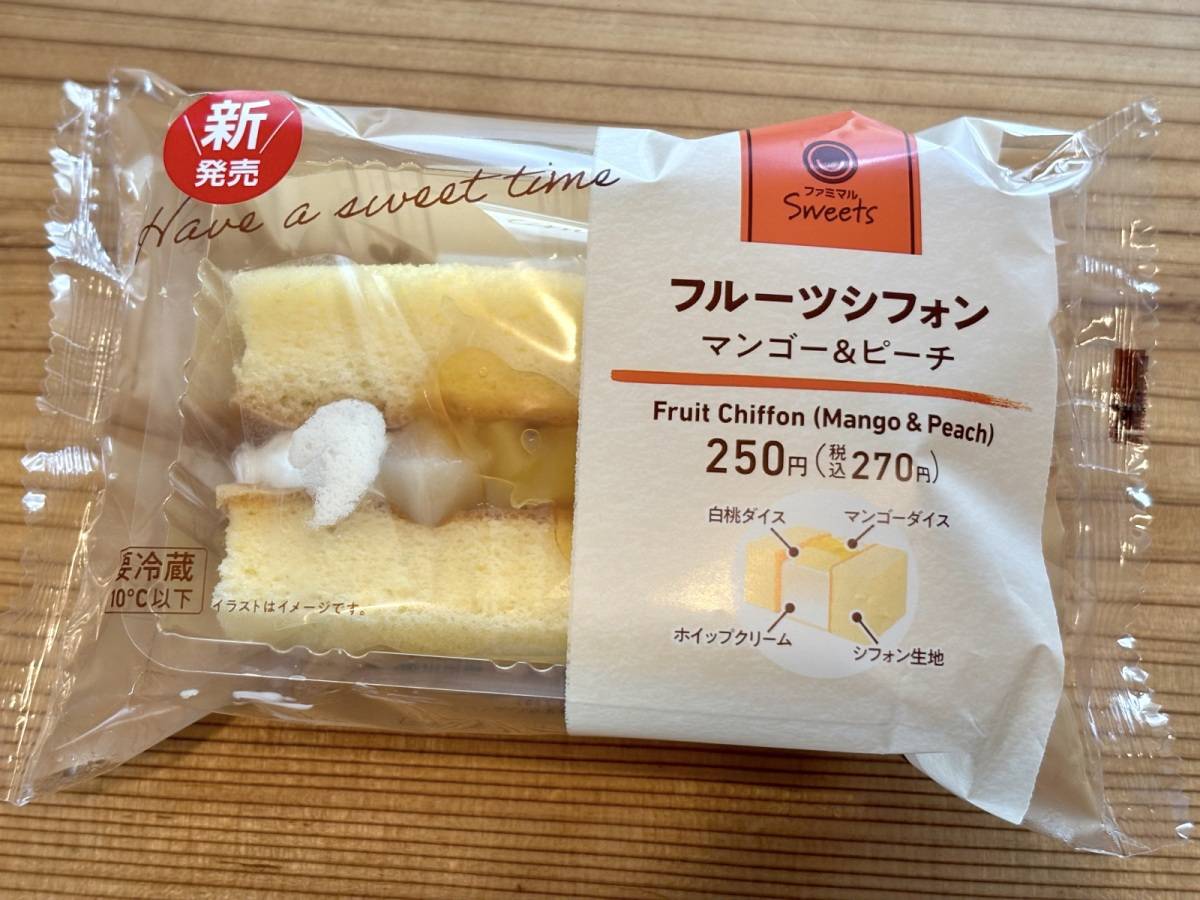 新
発売
Have a sweet time
ファミマル
Sweets
フルーツシフォン
マンゴー&ピーチ
Fruit Chiffon (Mango & Peach)
250円(税込270円)
白桃ダイス
マンゴーダイス
ホイップクリーム
シフォン生地
要冷蔵
10°C以下
イラストはイメージです。